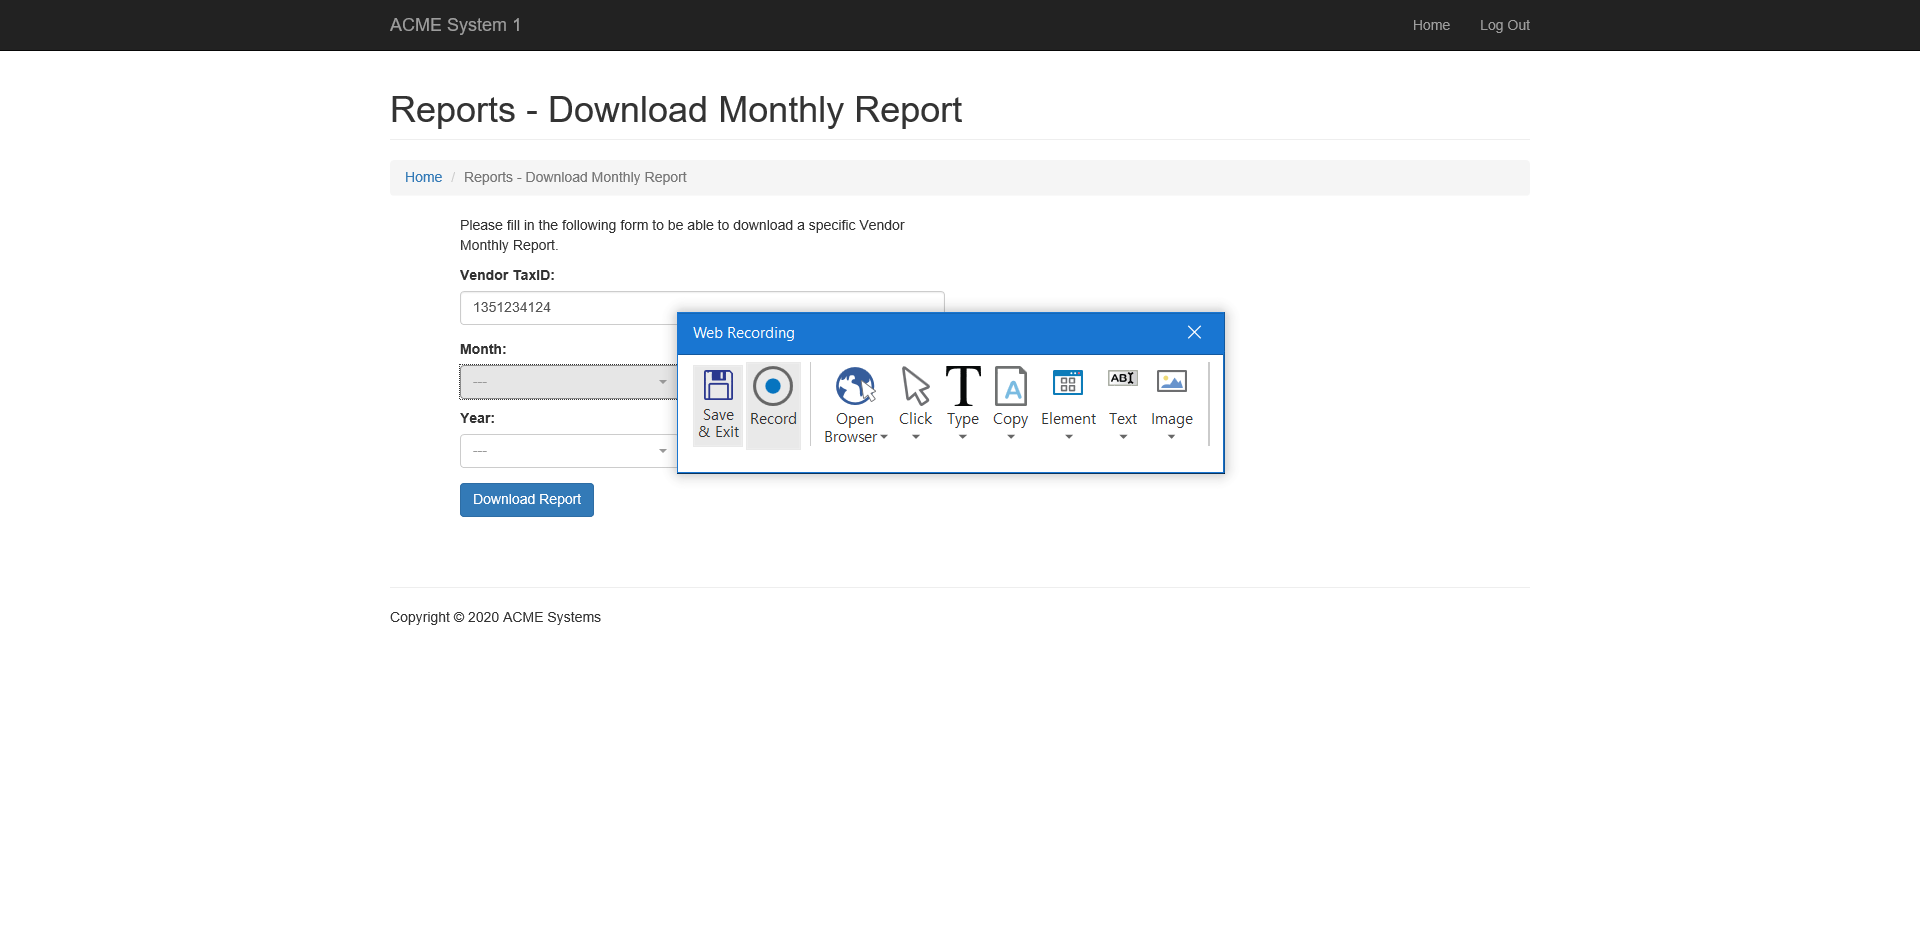 ACME System 1
Home
Log Out
Reports - Download Monthly Report
Home / Reports - Download Monthly Report
Please fill in the following form to be able to download a specific Vendor
Monthly Report.
Vendor TaxID:
1351234124
Month:
---
Year:
---
Download Report
Web Recording
Save
& Exit
Record
Open
Browser
Click
Type
Copy
Element
Text
Image
A
ABI
Copyright © 2020 ACME Systems